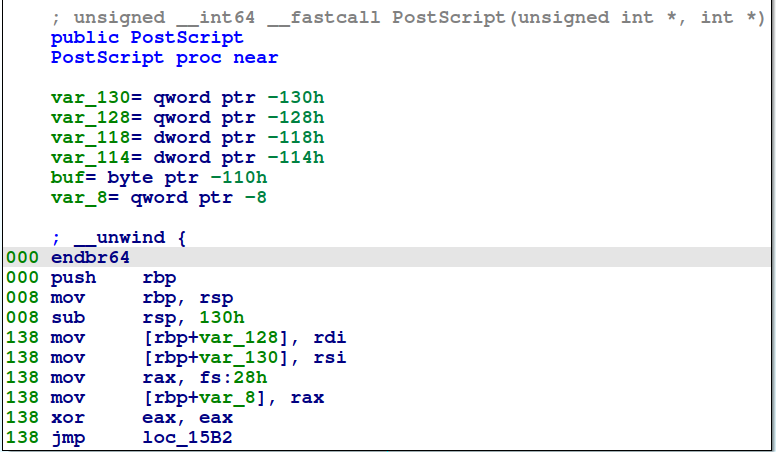 ; unsigned __int64 __fastcall PostScript(unsigned int *, int *)
public PostScript
PostScript proc near
var_130= qword ptr -130h
var_128= qword ptr -128h
var_118= dword ptr -118h
var_114= dword ptr -114h
buf= byte ptr -110h
var_8= qword ptr -8
; __unwind {
000 endbr64
000 push rbp
008 mov rbp, rsp
008 sub rsp, 130h
138 mov [rbp+var_128], rdi
138 mov [rbp+var_130], rsi
138 mov rax, fs:28h
138 mov [rbp+var_8], rax
138 xor eax, eax
138 jmp loc_15B2